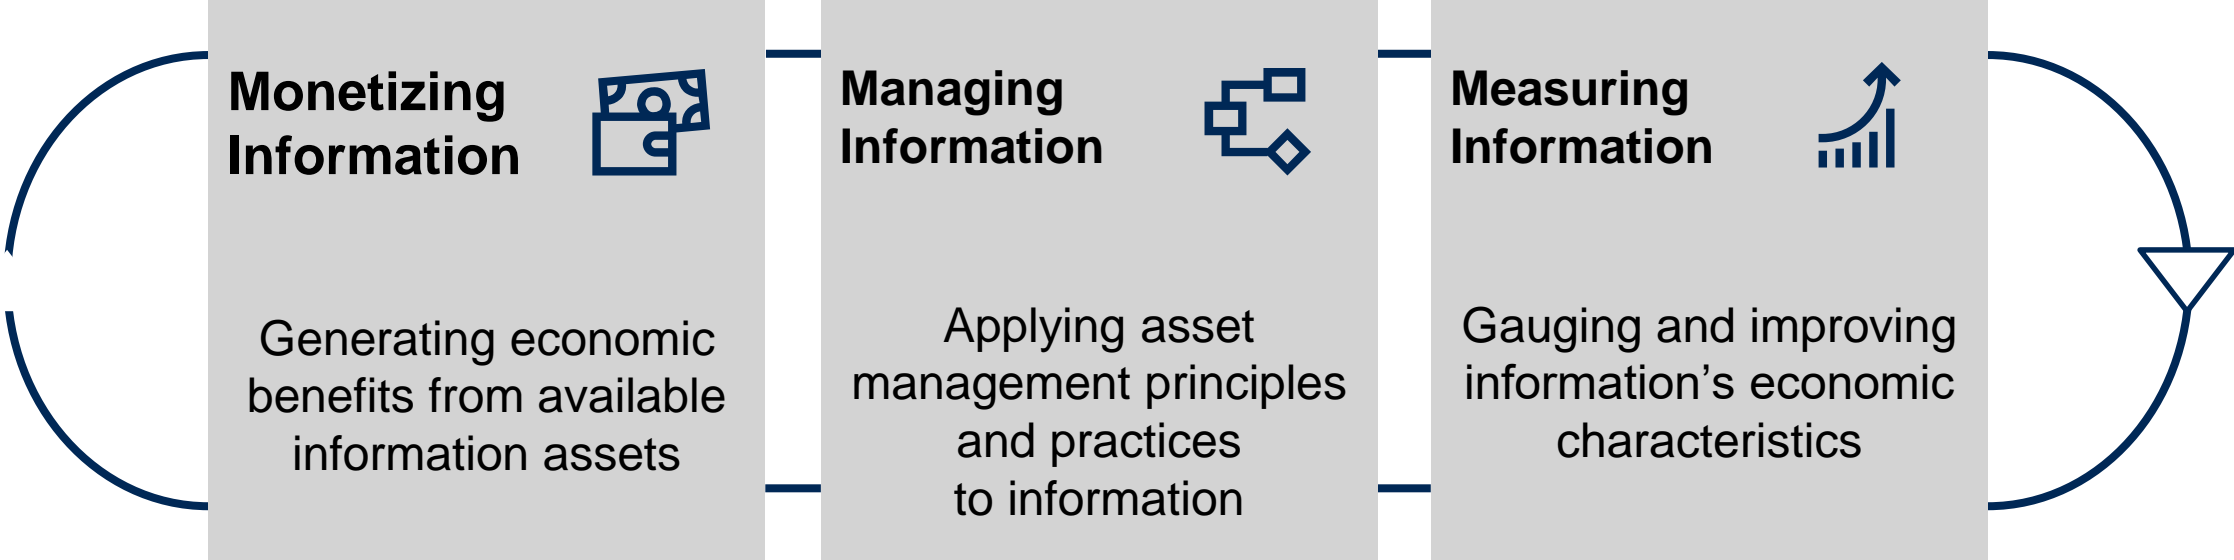 Monetizing
Information
Generating economic
benefits from available
information assets
Managing
Information
Applying asset
management principles
and practices
to information
Measuring
Information
Gauging and improving
information’s economic
characteristics